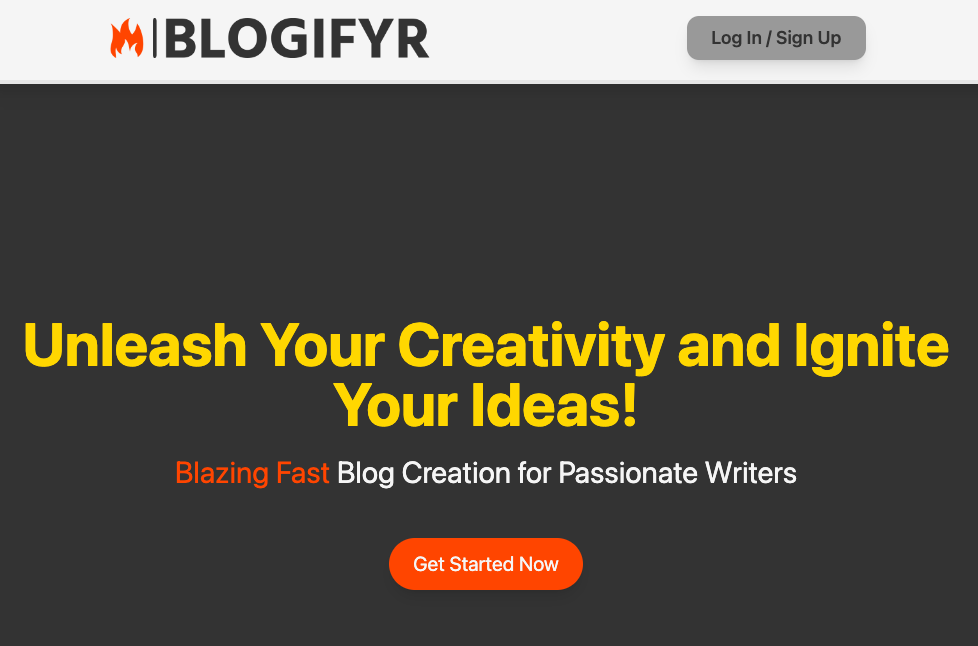 BLOGIFYR
Log In / Sign Up
Unleash Your Creativity and Ignite
Your Ideas!
Blazing Fast Blog Creation for Passionate Writers
Get Started Now